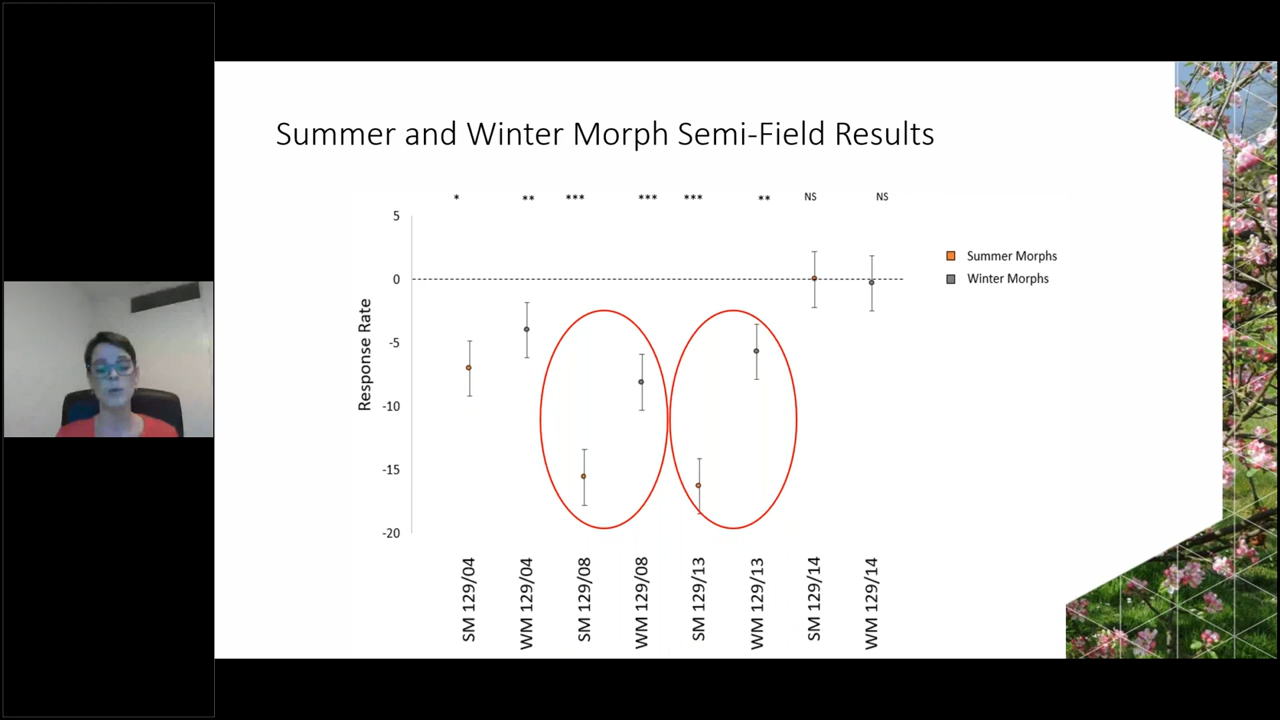 Summer and Winter Morph Semi-Field Results
* ** *** *** *** ** NS NS
5
0
-5
-10
-15
-20
Response Rate
Summer Morphs
Winter Morphs
SM 129/04
WM 129/04
SM 129/08
WM 129/08
SM 129/13
WM 129/13
SM 129/14
WM 129/14